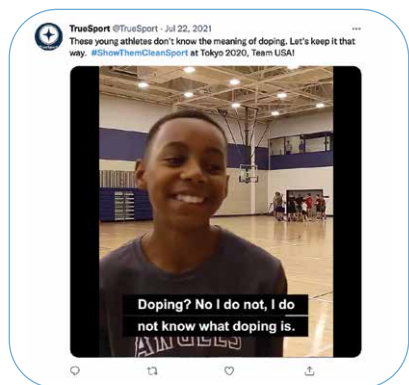 TrueSport @TrueSport · Jul 22, 2021
These young athletes don't know the meaning of doping. Let's keep it that
way. #ShowThemCleanSport at Tokyo 2020, Team USA!
Doping? No I do not, I do
not know what doping is.